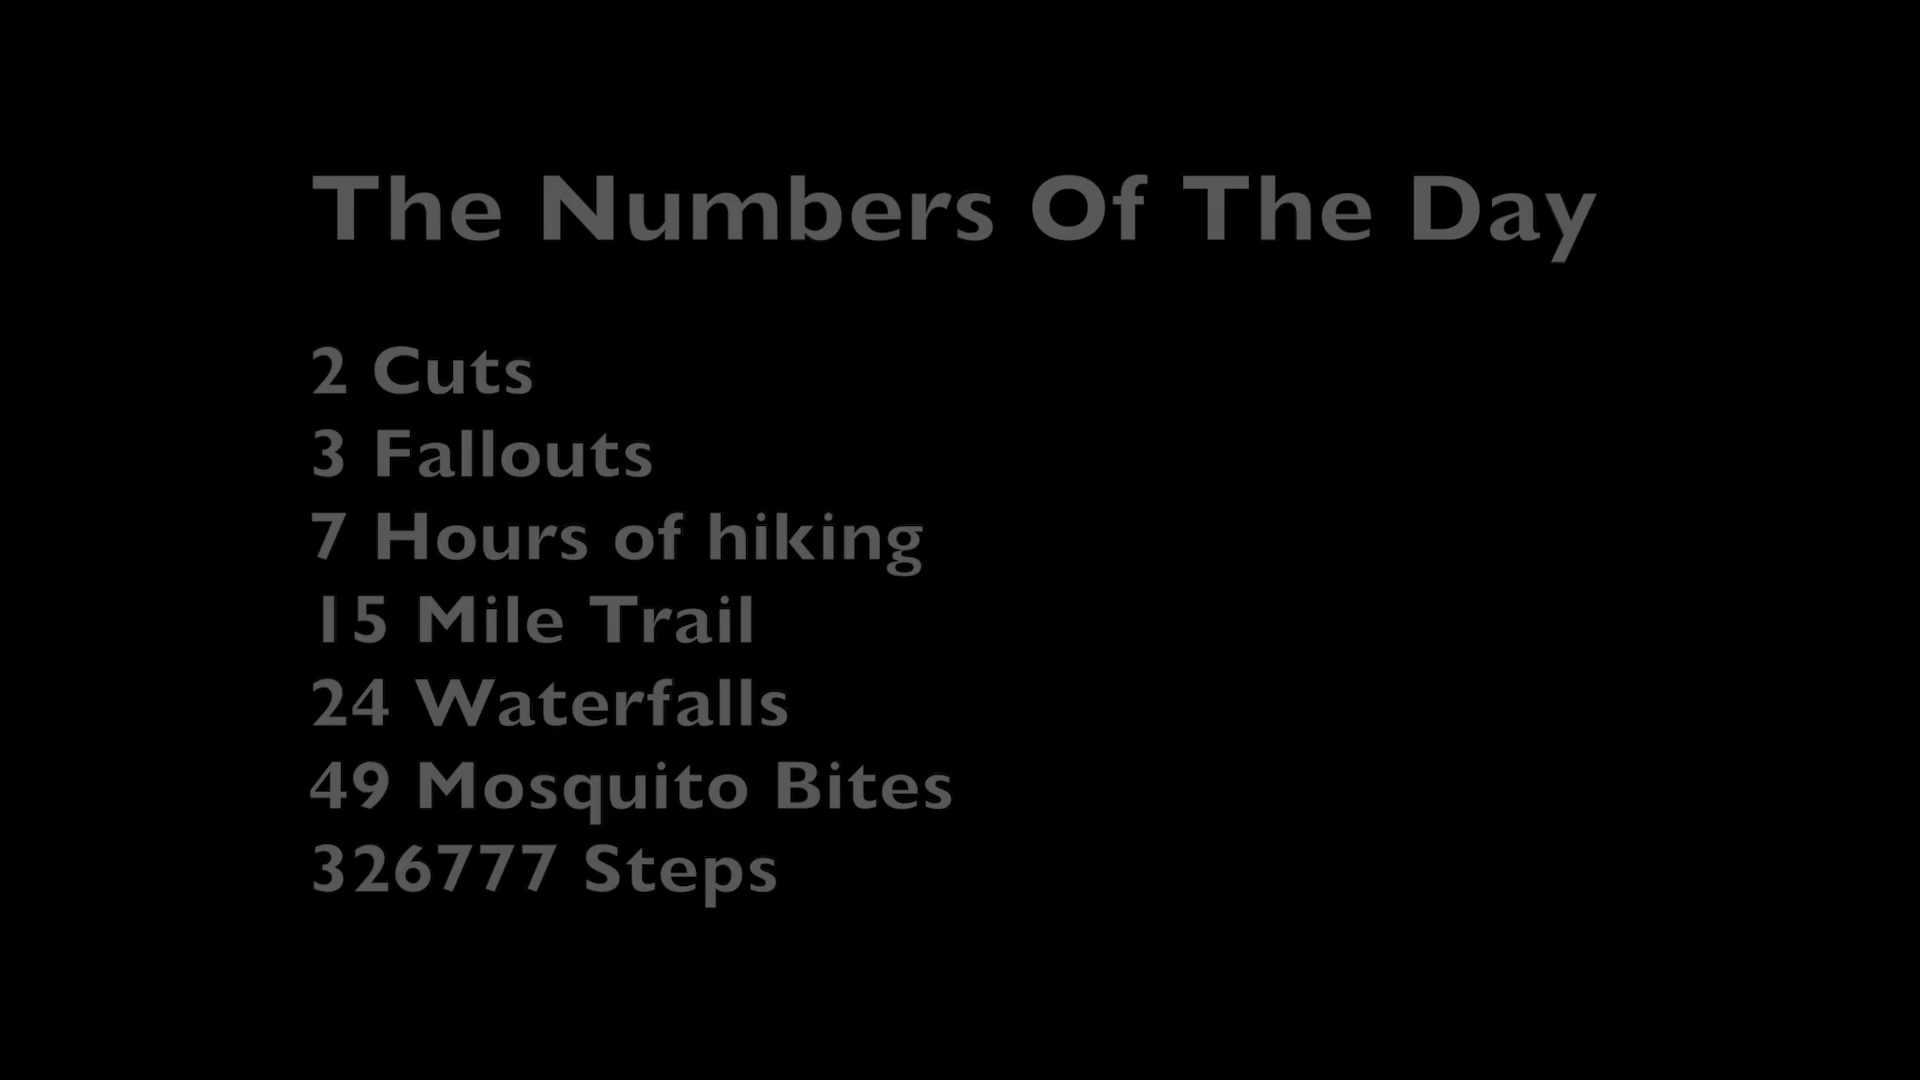 The Numbers Of The Day
2 Cuts
3 Fallouts
7 Hours of hiking
15 Mile Trail
24 Waterfalls
49 Mosquito Bites
326777 Steps